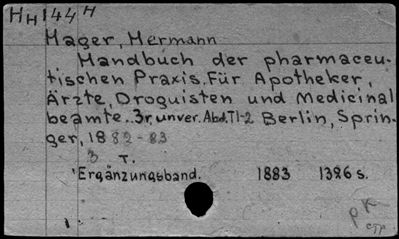 HH144 H
Hager, Hermann
Handbuch der pharmaceu-
tischen Praxis. Für Apotheker,
Ärzte, Droguisten und Medicinal
beamte. 3r, unver. Abd. Tl-2 Berlin, Sprin-
ger, 1882-83
3 T.
Ergänzungsband. 1883 1326 s.